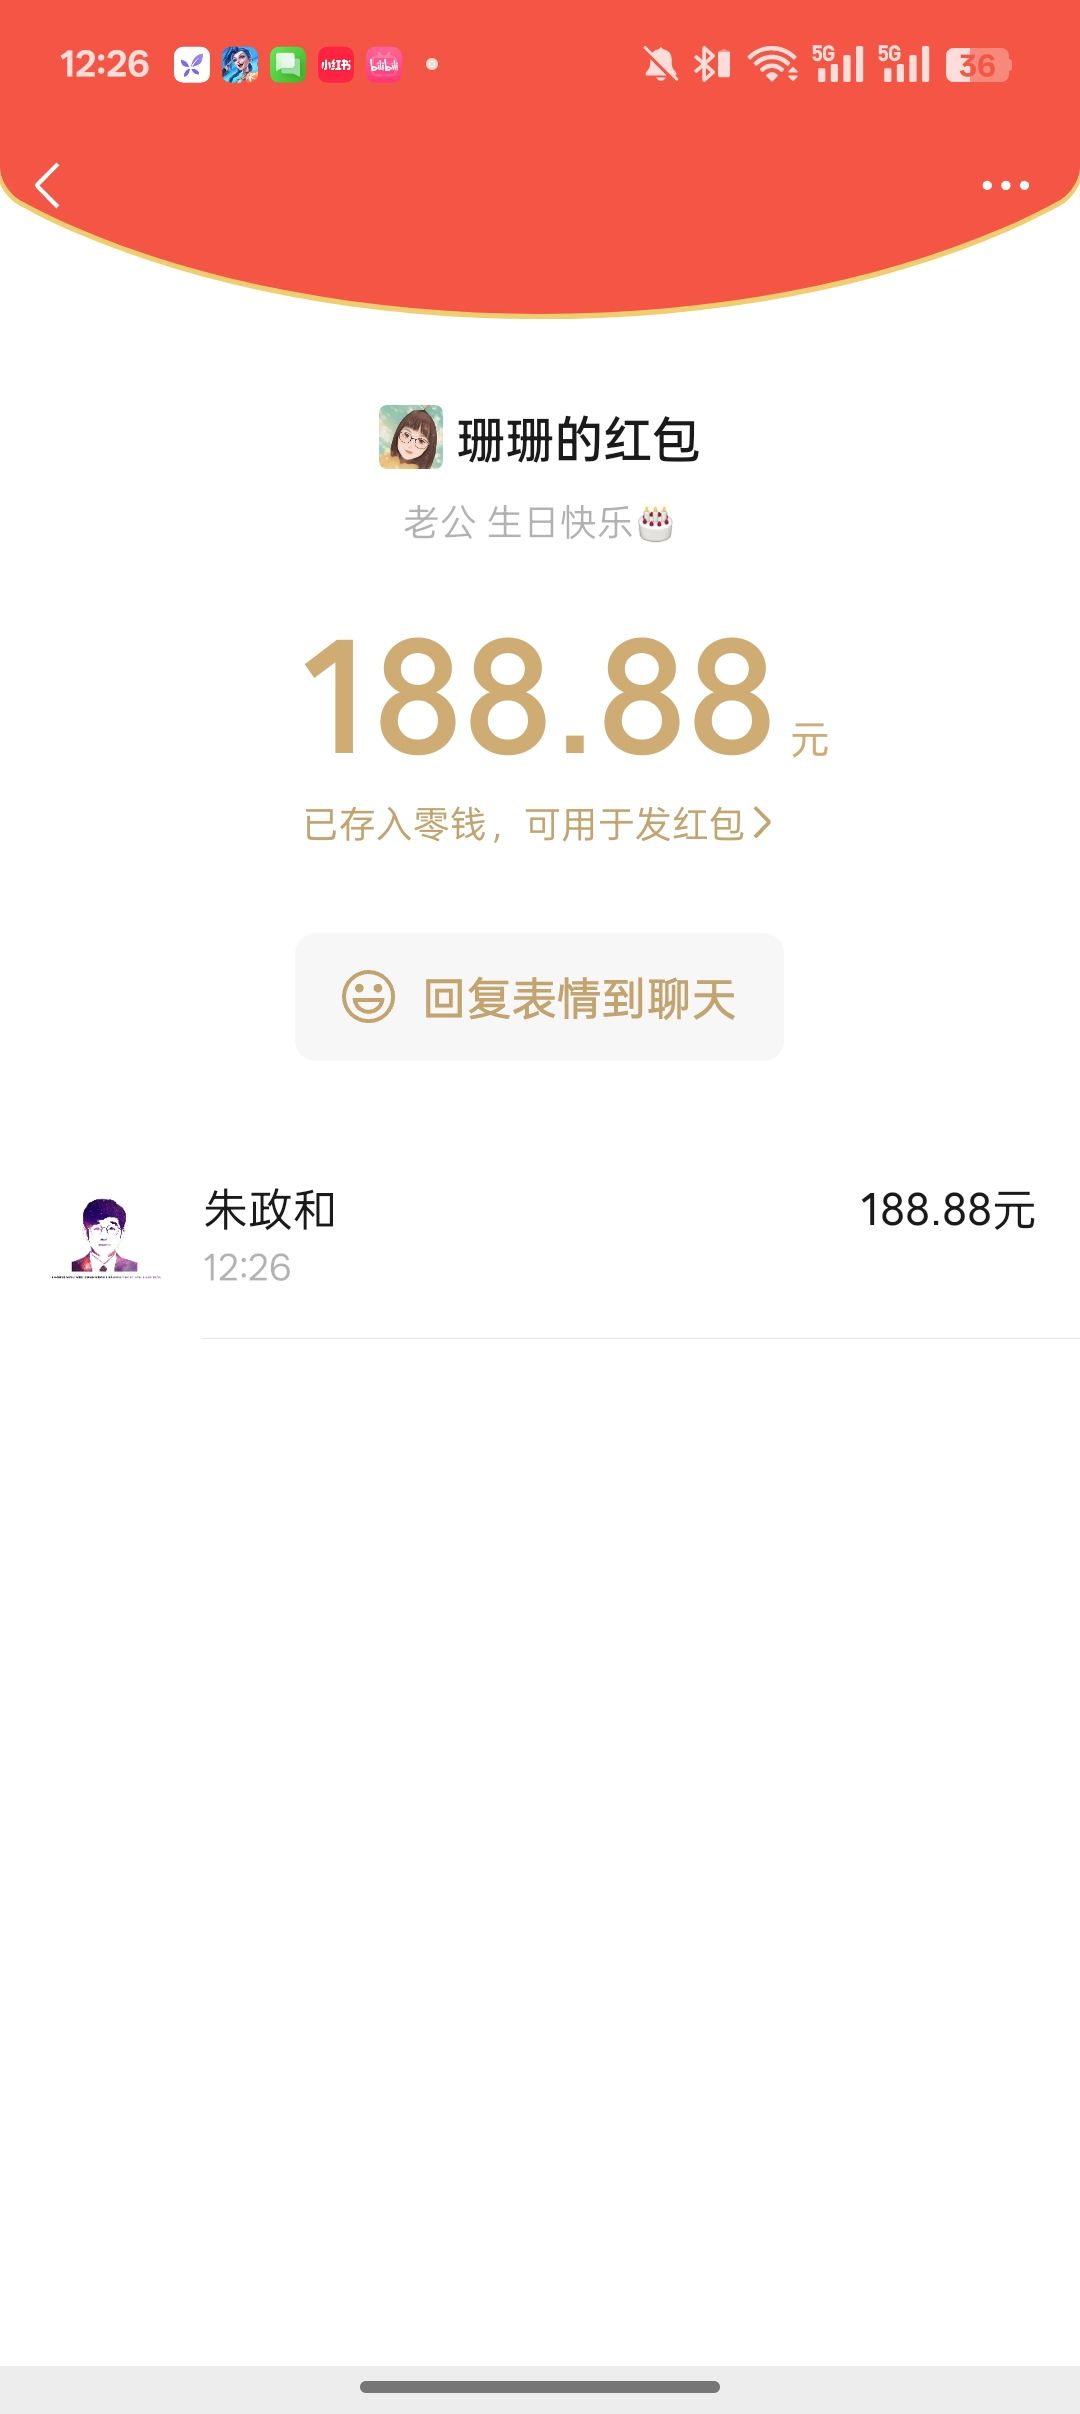 12:26 小红书 bilibili 5G 5G 36
珊珊的红包
老公 生日快乐🎂
188.88元
已存入零钱，可用于发红包
回复表情到聊天
朱政和 188.88元
12:26